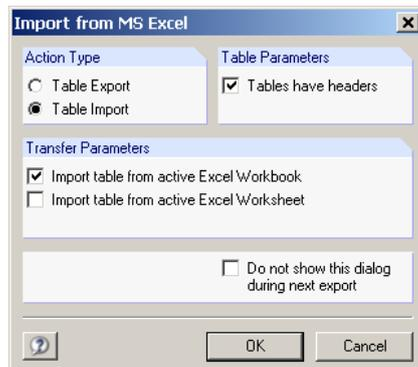 Import from MS Excel
Action Type
Table Export
Table Import
Table Parameters
Tables have headers
Transfer Parameters
Import table from active Excel Workbook
Import table from active Excel Worksheet
Do not show this dialog
during next export
OK
Cancel